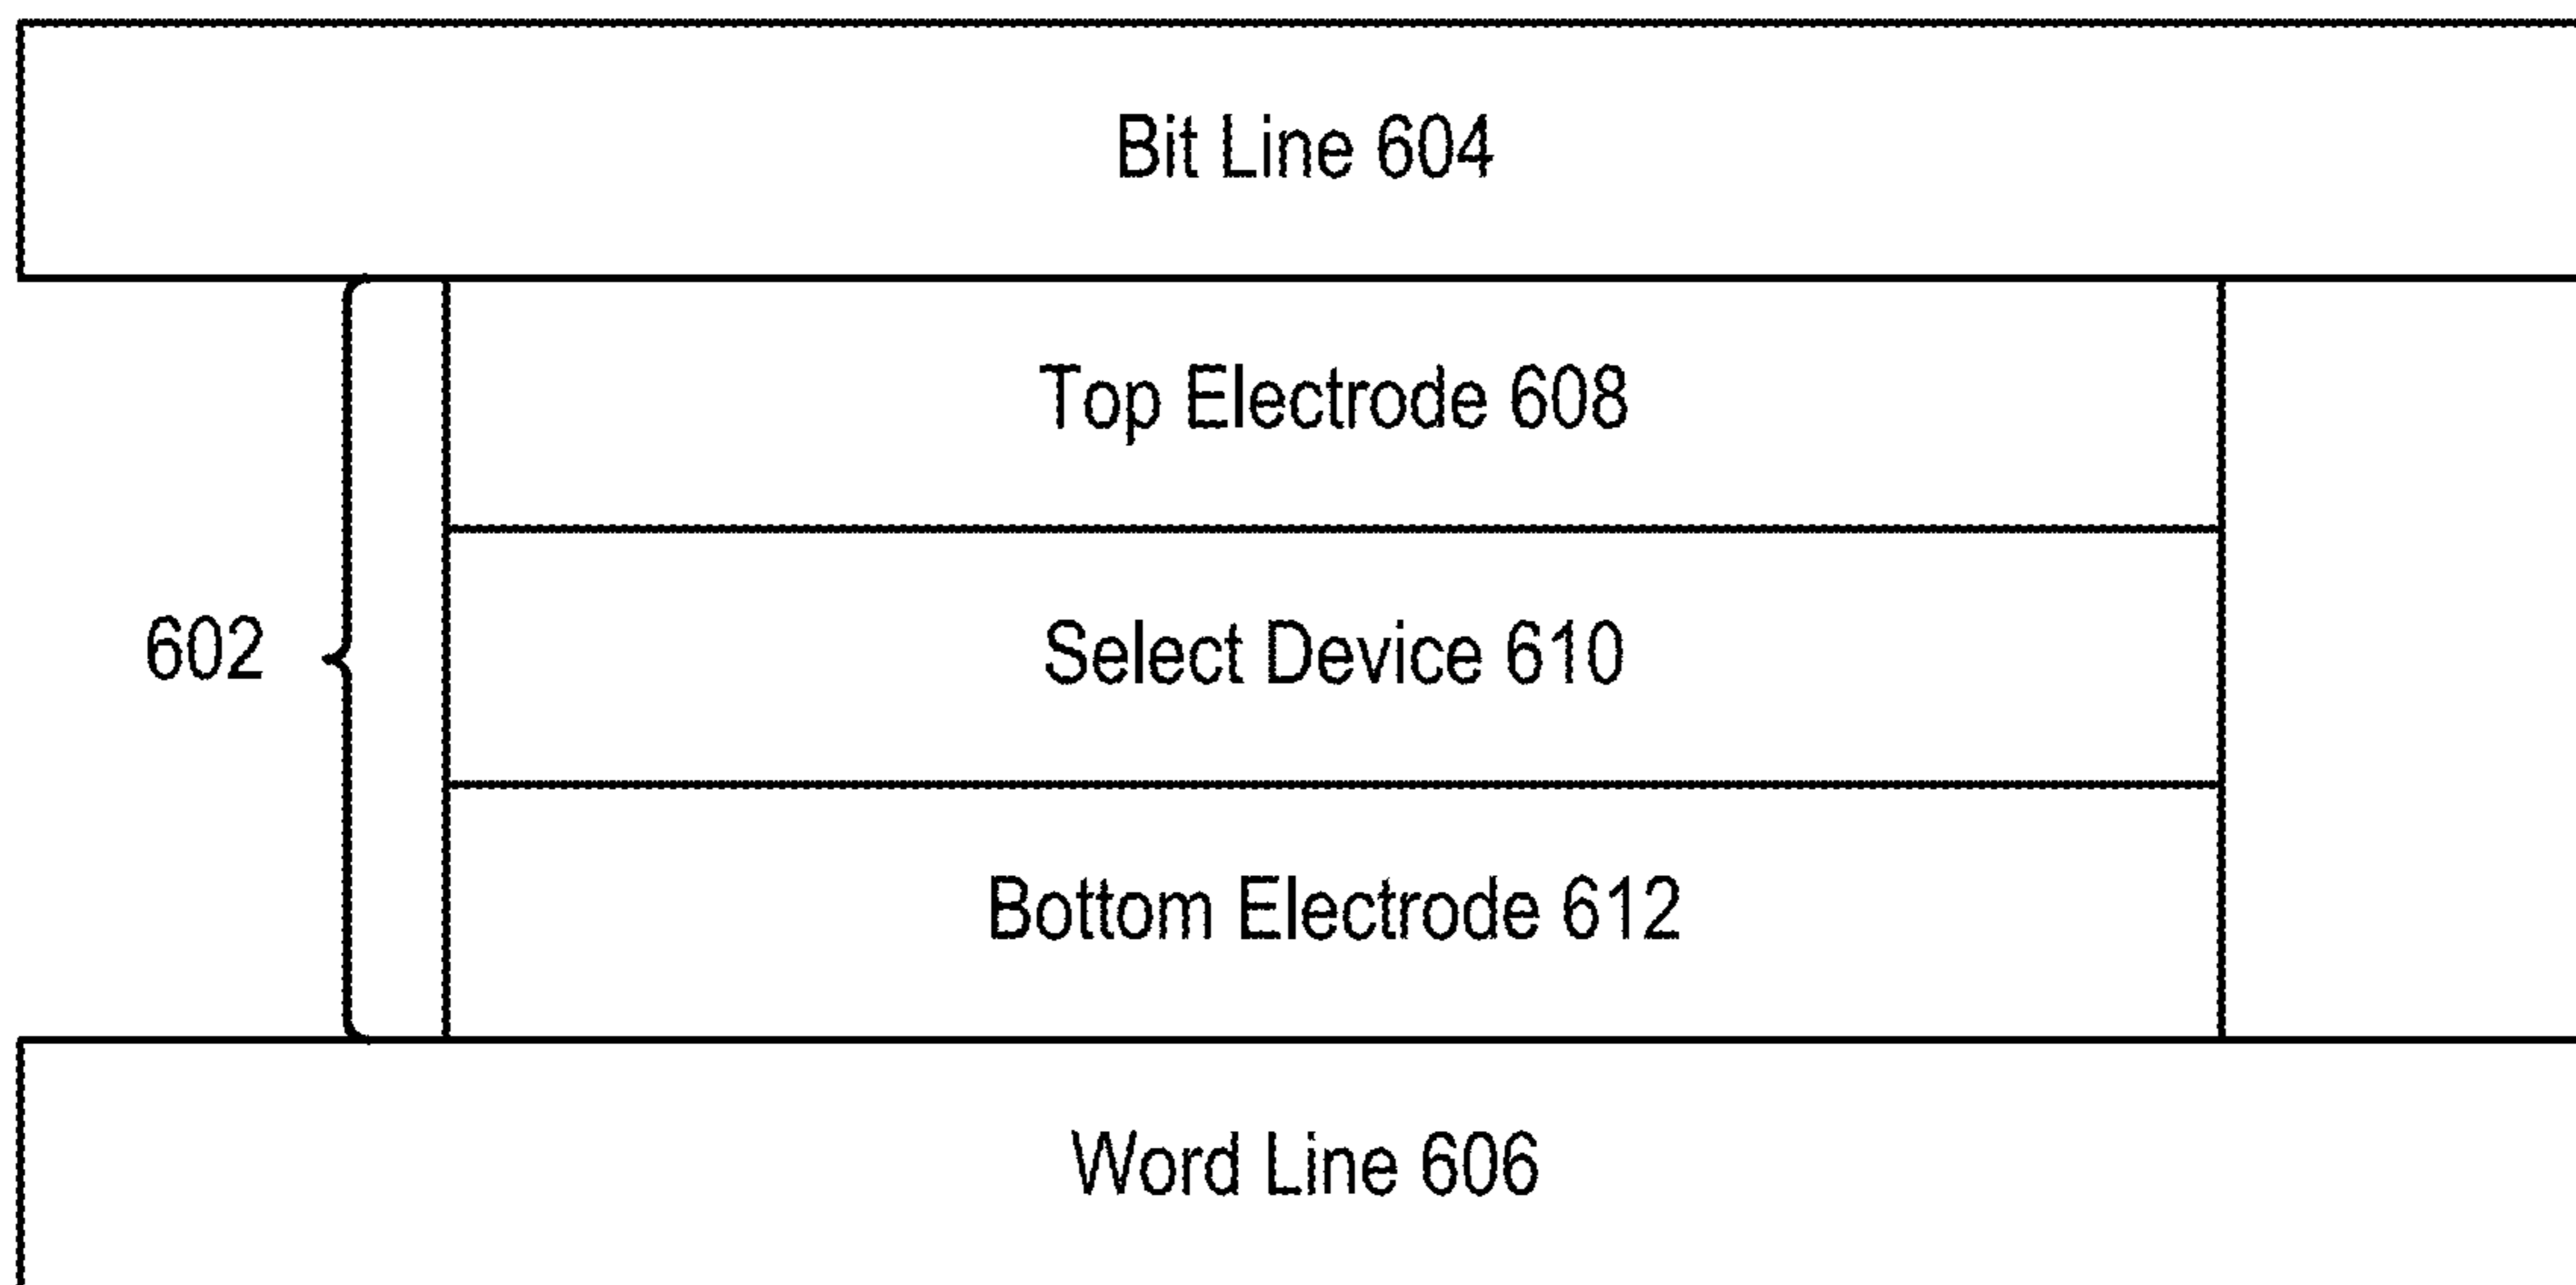 Bit Line 604
Top Electrode 608
602
Select Device 610
Bottom Electrode 612
Word Line 606